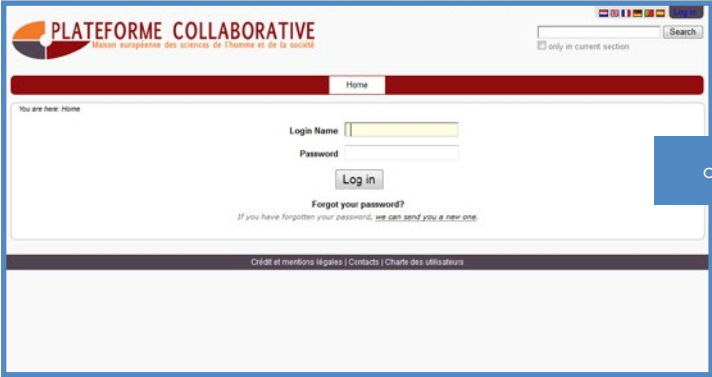 PLATEFORME COLLABORATIVE
Maison européenne des sciences de l'homme et de la société
Log in
Search
only in current section
Home
You are here: Home
Login Name
Password
Log in
Forgot your password?
If you have forgotten your password, we can send you a new one.
Crédit et mentions légales | Contacts | Charte des utilisateurs